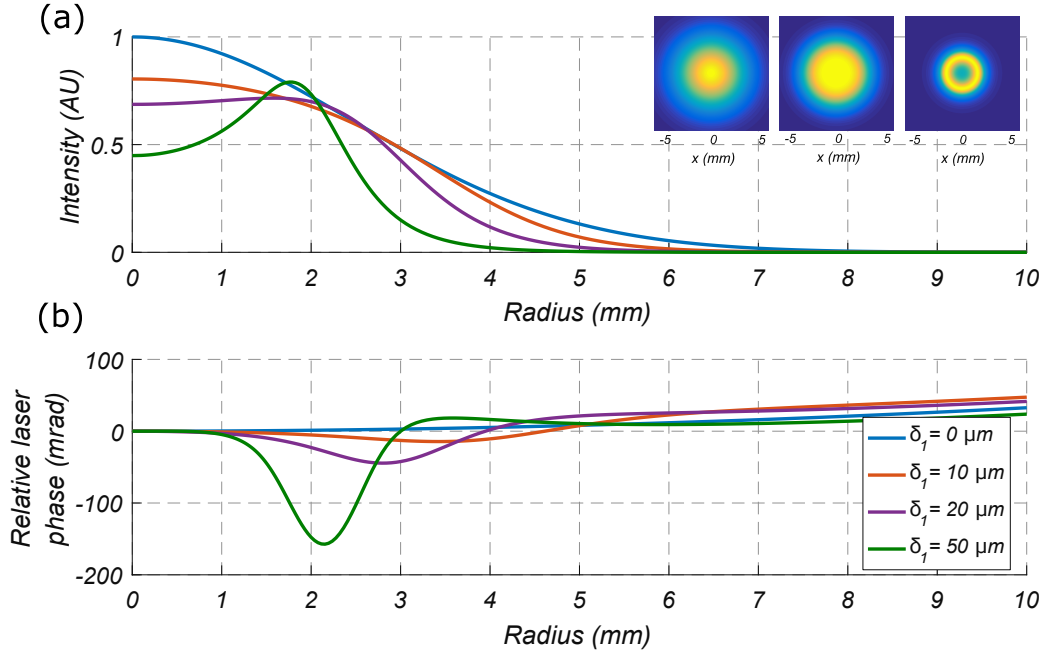 (a)
Intensity (AU)
1
0.5
0
0 1 2 3 4 5 6 7 8 9 10
Radius (mm)
-5 0 5
x (mm)
-5 0 5
x (mm)
-5 0 5
x (mm)
(b)
Relative laser
phase (mrad)
100
0
-100
-200
0 1 2 3 4 5 6 7 8 9 10
Radius (mm)
δ₁= 0 µm
δ₁= 10 µm
δ₁= 20 µm
δ₁= 50 µm